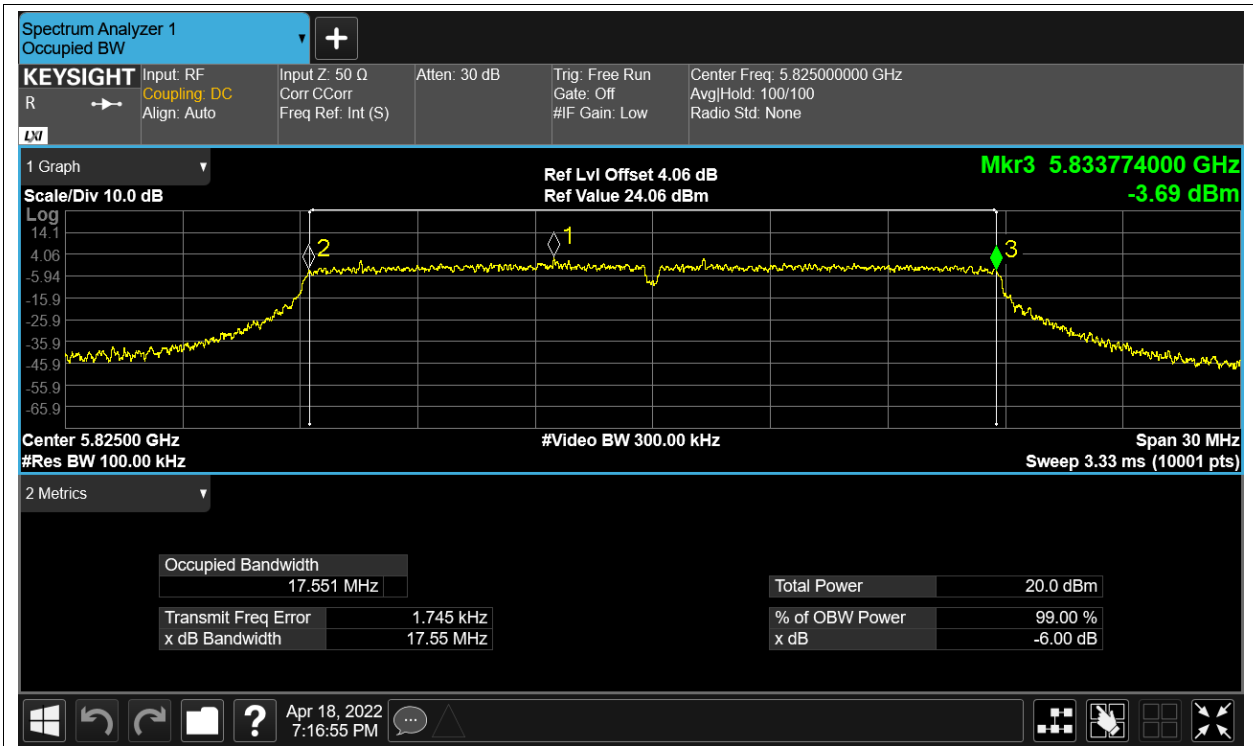 Spectrum Analyzer 1
Occupied BW
KEYSIGHT
R
LXI
Input: RF
Coupling: DC
Align: Auto
Input Z: 50 Ω
Corr CCorr
Freq Ref: Int (S)
Atten: 30 dB
Trig: Free Run
Gate: Off
#IF Gain: Low
Center Freq: 5.825000000 GHz
Avg|Hold: 100/100
Radio Std: None
1 Graph
Scale/Div 10.0 dB
Ref Lvl Offset 4.06 dB
Ref Value 24.06 dBm
Mkr3 5.833774000 GHz
-3.69 dBm
Log
14.1
4.06
-5.94
-15.9
-25.9
-35.9
-45.9
-55.9
-65.9
2
1
3
Center 5.82500 GHz
#Res BW 100.00 kHz
#Video BW 300.00 kHz
Span 30 MHz
Sweep 3.33 ms (10001 pts)
2 Metrics
Occupied Bandwidth
17.551 MHz
Transmit Freq Error 1.745 kHz
x dB Bandwidth 17.55 MHz
Total Power 20.0 dBm
% of OBW Power 99.00 %
x dB -6.00 dB
?
Apr 18, 2022
7:16:55 PM